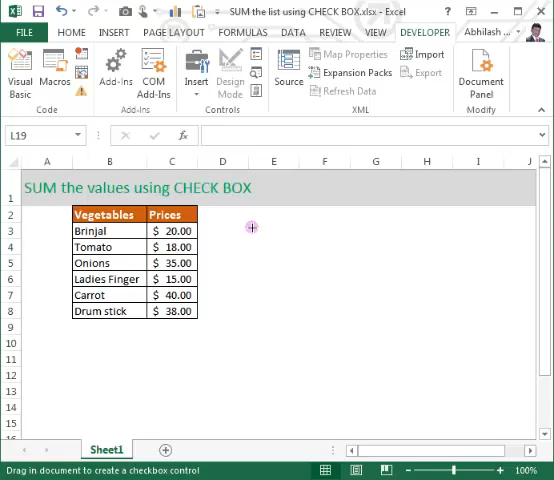 SUM the list using CHECK BOX.xlsx - Excel
FILE HOME INSERT PAGE LAYOUT FORMULAS DATA REVIEW VIEW DEVELOPER Abhilash ...
Visual Basic
Macros
Code
Add-Ins
COM Add-Ins
Add-Ins
Insert
Design Mode
Controls
Source
Map Properties
Expansion Packs
Refresh Data
Import
Export
XML
Document Panel
Modify
L19 fx
A B C D E F G H I J
1 SUM the values using CHECK BOX
2 Vegetables Prices
3 Brinjal $ 20.00
4 Tomato $ 18.00
5 Onions $ 35.00
6 Ladies Finger $ 15.00
7 Carrot $ 40.00
8 Drum stick $ 38.00
9
10
11
12
13
14
15
16
Sheet1
Drag in document to create a checkbox control 100%